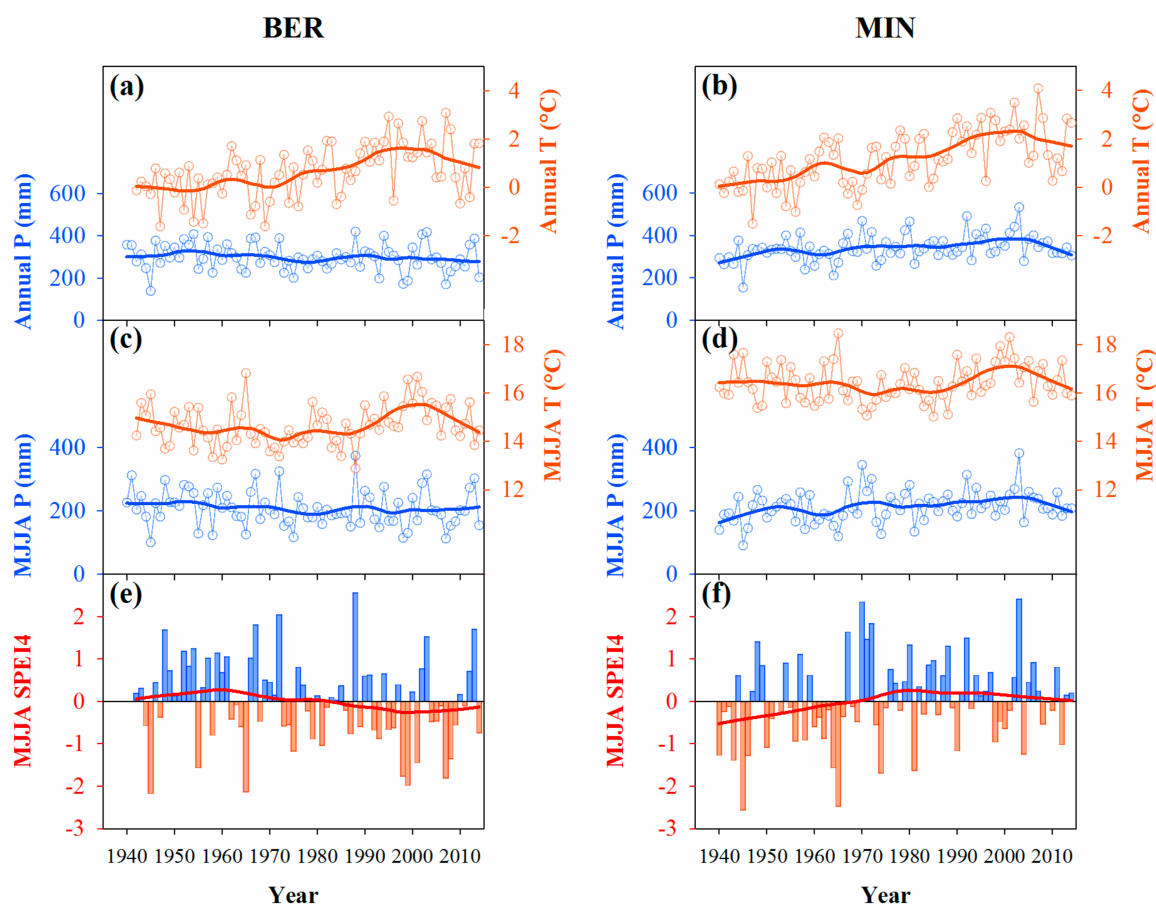 BER MIN
(a) (b)
Annual P (mm)
600
400
200
0
4
2
0
-2
Annual T (°C)
Annual P (mm)
600
400
200
0
4
2
0
-2
Annual T (°C)
(c) (d)
MJJA P (mm)
400
200
0
18
16
14
12
MJJA T (°C)
MJJA P (mm)
400
200
0
18
16
14
12
MJJA T (°C)
(e) (f)
MJJA SPEI4
2
1
0
-1
-2
-3
MJJA SPEI4
2
1
0
-1
-2
-3
1940 1950 1960 1970 1980 1990 2000 2010
1940 1950 1960 1970 1980 1990 2000 2010
Year Year